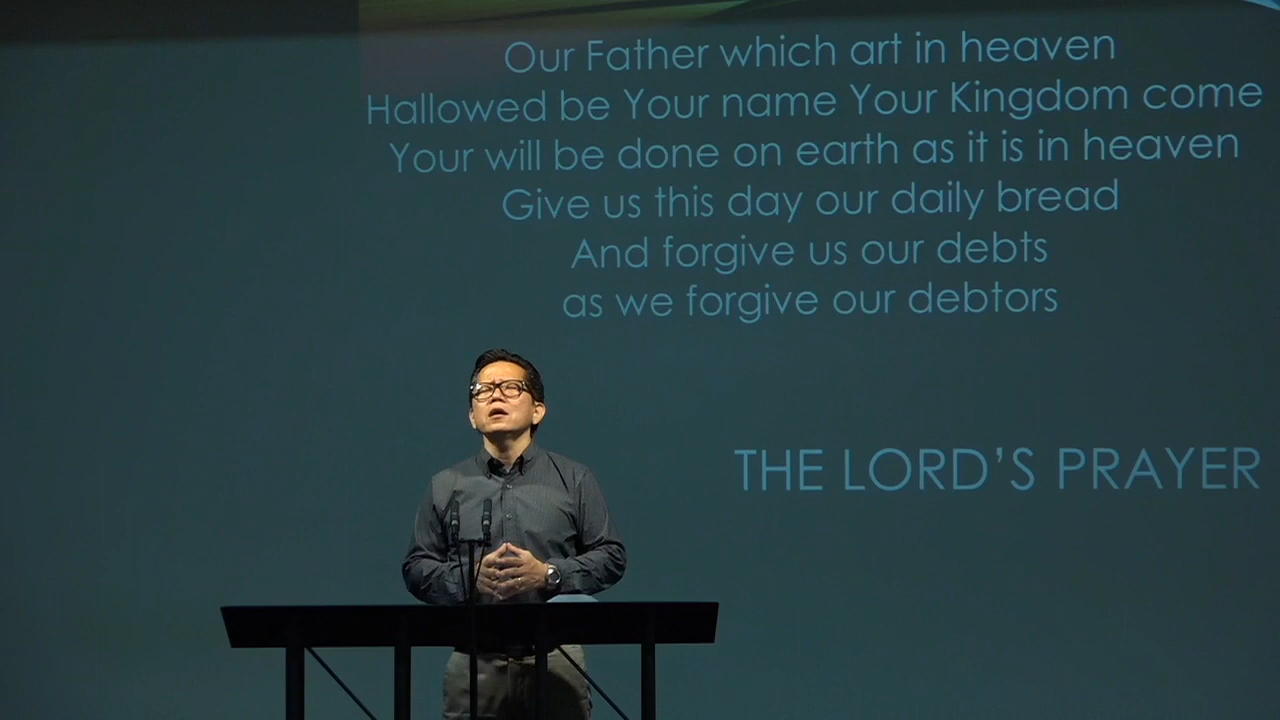 Our Father which art in heaven
Hallowed be Your name Your Kingdom come
Your will be done on earth as it is in heaven
Give us this day our daily bread
And forgive us our debts
as we forgive our debtors
THE LORD’S PRAYER